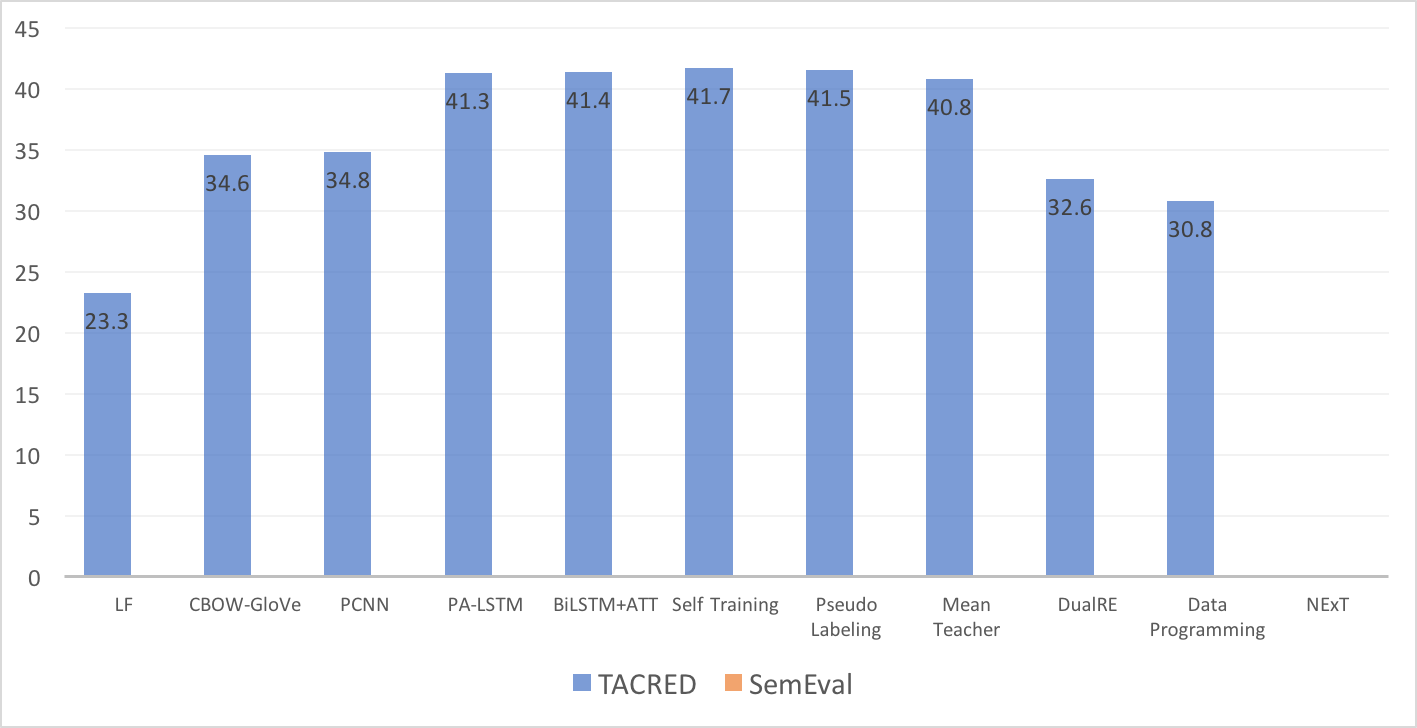 45
40
35
30
25
20
15
10
5
0
23.3
34.6
34.8
41.3
41.4
41.7
41.5
40.8
32.6
30.8
LF
CBOW-GloVe
PCNN
PA-LSTM
BiLSTM+ATT
Self Training
Pseudo
Labeling
Mean
Teacher
DualRE
Data
Programming
NExT
TACRED
SemEval